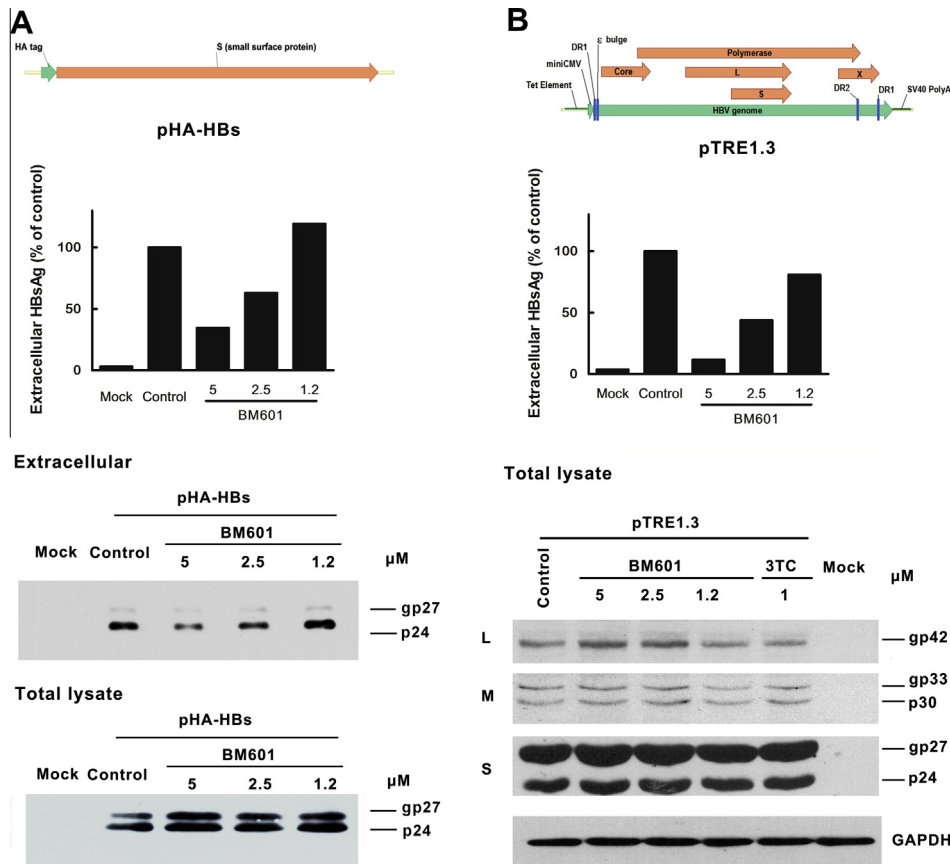 A
HA tag
S (small surface protein)
pHA-HBs
Extracellular HBsAg (% of control)
100
50
0
Mock
Control
5
2.5
1.2
BM601
Extracellular
pHA-HBs
BM601
Mock
Control
5
2.5
1.2
µM
gp27
p24
Total lysate
pHA-HBs
BM601
Mock
Control
5
2.5
1.2
µM
gp27
p24
B
ε bulge
DR1
miniCMV
Tet Element
Polymerase
Core
L
X
S
DR2
DR1
SV40 PolyA
HBV genome
pTRE1.3
Extracellular HBsAg (% of control)
100
50
0
Mock
Control
5
2.5
1.2
BM601
Total lysate
pTRE1.3
Control
BM601
3TC
Mock
5
2.5
1.2
1
µM
L
gp42
M
gp33
p30
S
gp27
p24
GAPDH